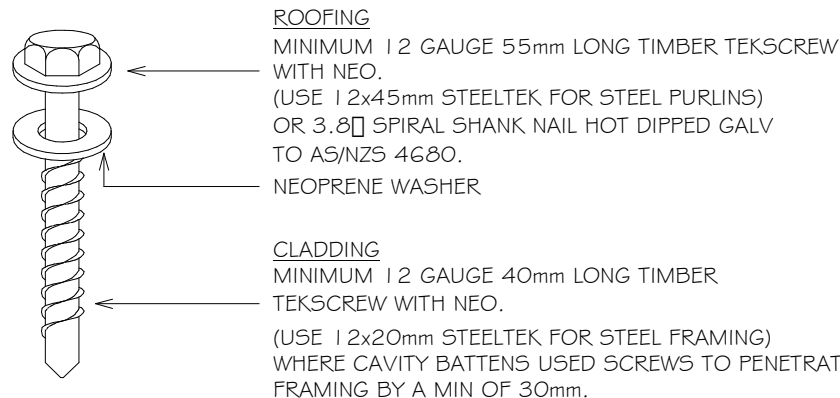 ROOFING
MINIMUM 12 GAUGE 55mm LONG TIMBER TEKSCREW
WITH NEO.
(USE 12x45mm STEELTEK FOR STEEL PURLINS)
OR 3.8▯ SPIRAL SHANK NAIL HOT DIPPED GALV
TO AS/NZS 4680.
NEOPRENE WASHER
CLADDING
MINIMUM 12 GAUGE 40mm LONG TIMBER
TEKSCREW WITH NEO.
(USE 12x20mm STEELTEK FOR STEEL FRAMING)
WHERE CAVITY BATTENS USED SCREWS TO PENETRAT
FRAMING BY A MIN OF 30mm.